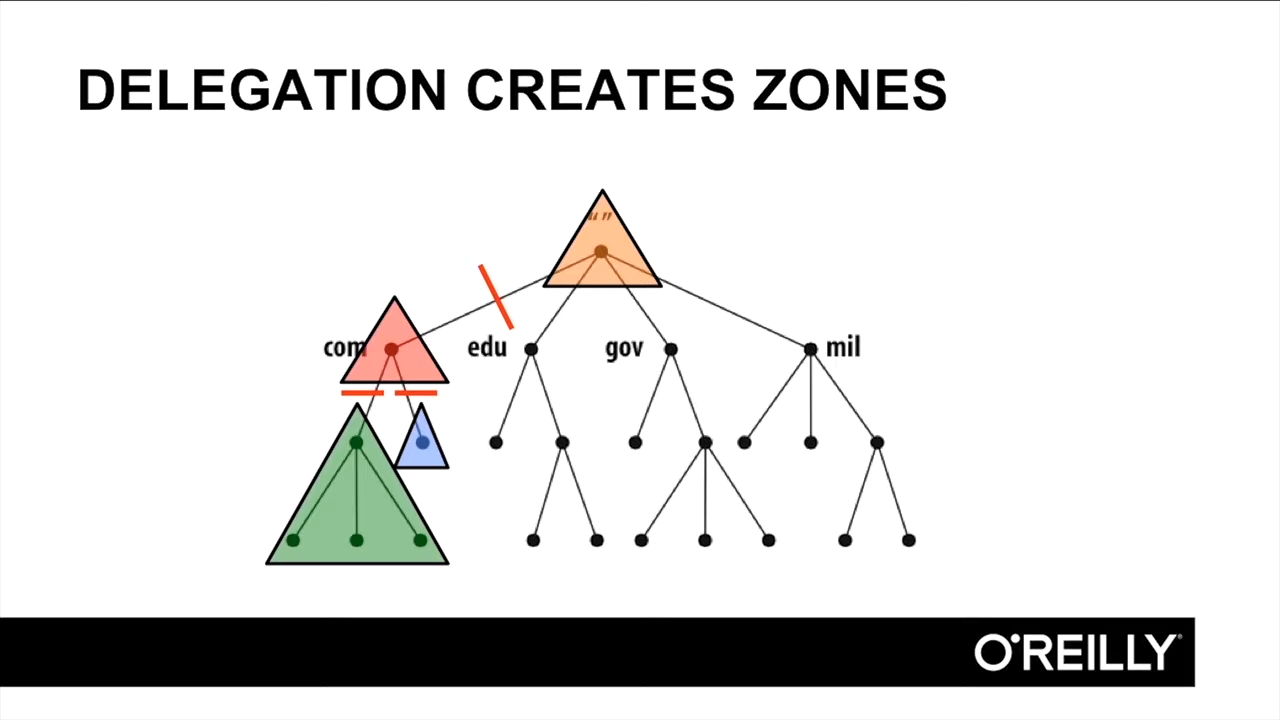 DELEGATION CREATES ZONES
“ ”
com
edu
gov
mil
O'REILLY®